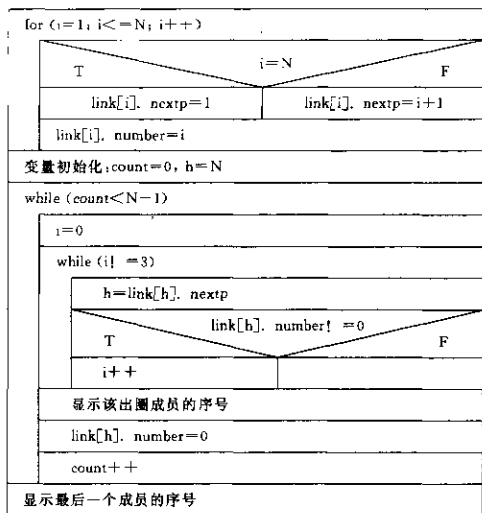 for (i=1; i<=N; i++)
i=N
T
F
link[i]. nextp=1
link[i]. nextp=i+1
link[i]. number=i
变量初始化:count=0, h=N
while (count<N-1)
i=0
while (i! =3)
h=link[h]. nextp
link[h]. number! =0
T
F
i++
显示该出圈成员的序号
link[h]. number=0
count++
显示最后一个成员的序号